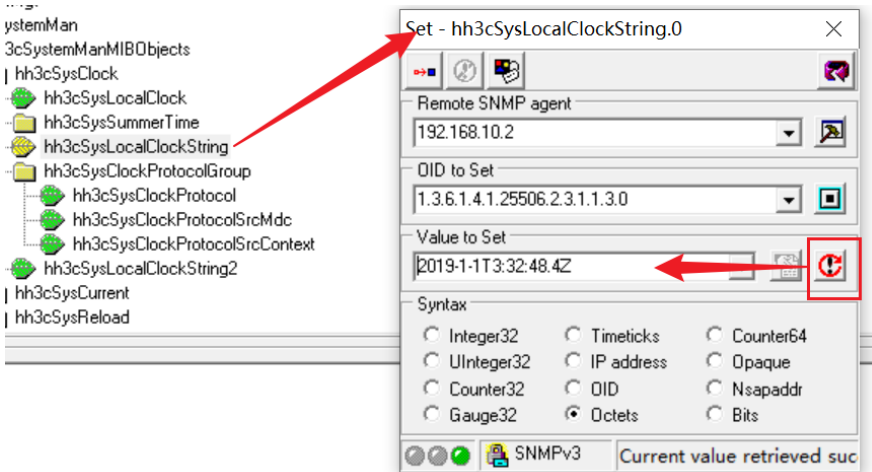 ystemMan
3cSystemManMIBObjects
hh3cSysClock
hh3cSysLocalClock
hh3cSysSummerTime
hh3cSysLocalClockString
hh3cSysClockProtocolGroup
hh3cSysClockProtocol
hh3cSysClockProtocolSrcMdc
hh3cSysClockProtocolSrcContext
hh3cSysLocalClockString2
hh3cSysCurrent
hh3cSysReload
Set - hh3cSysLocalClockString.0
Remote SNMP agent
192.168.10.2
OID to Set
1.3.6.1.4.1.25506.2.3.1.1.3.0
Value to Set
2019-1-1T3:32:48.4Z
Syntax
Integer32 Timeticks Counter64
UInteger32 IP address Opaque
Counter32 OID Nsapaddr
Gauge32 Octets Bits
SNMPv3 Current value retrieved suc